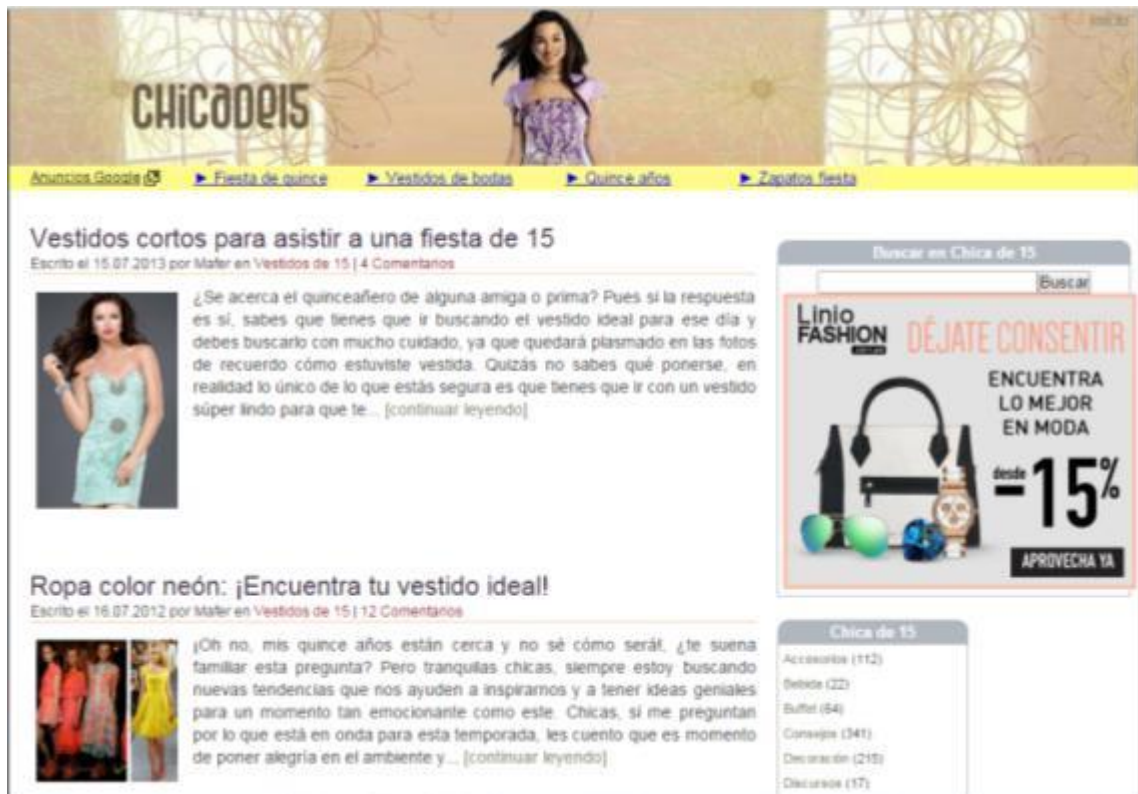 Inicio
CHiCaDe15
Anuncios Google
► Fiesta de quince
► Vestidos de bodas
► Quince años
► Zapatos fiesta
Vestidos cortos para asistir a una fiesta de 15
Escrito el 15.07.2013 por Mafer en Vestidos de 15 | 4 Comentarios
¿Se acerca el quinceañero de alguna amiga o prima? Pues si la respuesta
es sí, sabes que tienes que ir buscando el vestido ideal para ese día y
debes buscarlo con mucho cuidado, ya que quedará plasmado en las fotos
de recuerdo cómo estuviste vestida. Quizás no sabes qué ponerse, en
realidad lo único de lo que estás segura es que tienes que ir con un vestido
súper lindo para que te... [continuar leyendo]
Ropa color neón: ¡Encuentra tu vestido ideal!
Escrito el 16.07.2012 por Mafer en Vestidos de 15 | 12 Comentarios
¡Oh no, mis quince años están cerca y no sé cómo será!, ¿te suena
familiar esta pregunta? Pero tranquilas chicas, siempre estoy buscando
nuevas tendencias que nos ayuden a inspirarnos y a tener ideas geniales
para un momento tan emocionante como este. Chicas, si me preguntan
por lo que está en onda para esta temporada, les cuento que es momento
de poner alegría en el ambiente y... [continuar leyendo]
Buscar en Chica de 15
Buscar
Linio
FASHION
DÉJATE CONSENTIR
ENCUENTRA
LO MEJOR
EN MODA
desde
-15%
APROVECHA YA
Chica de 15
Accesorios (112)
Bebida (22)
Buffet (64)
Consejos (341)
Decoración (215)
Discursos (17)